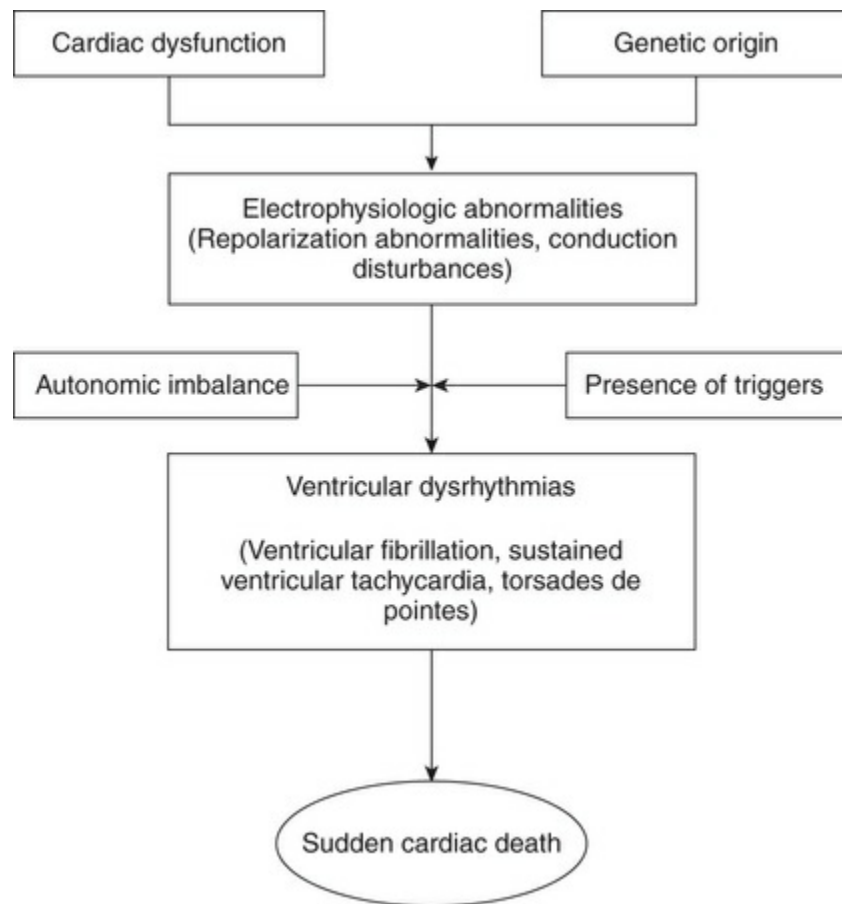 Cardiac dysfunction
Genetic origin
Electrophysiologic abnormalities
(Repolarization abnormalities, conduction
disturbances)
Autonomic imbalance
Presence of triggers
Ventricular dysrhythmias
(Ventricular fibrillation, sustained
ventricular tachycardia, torsades de
pointes)
Sudden cardiac death